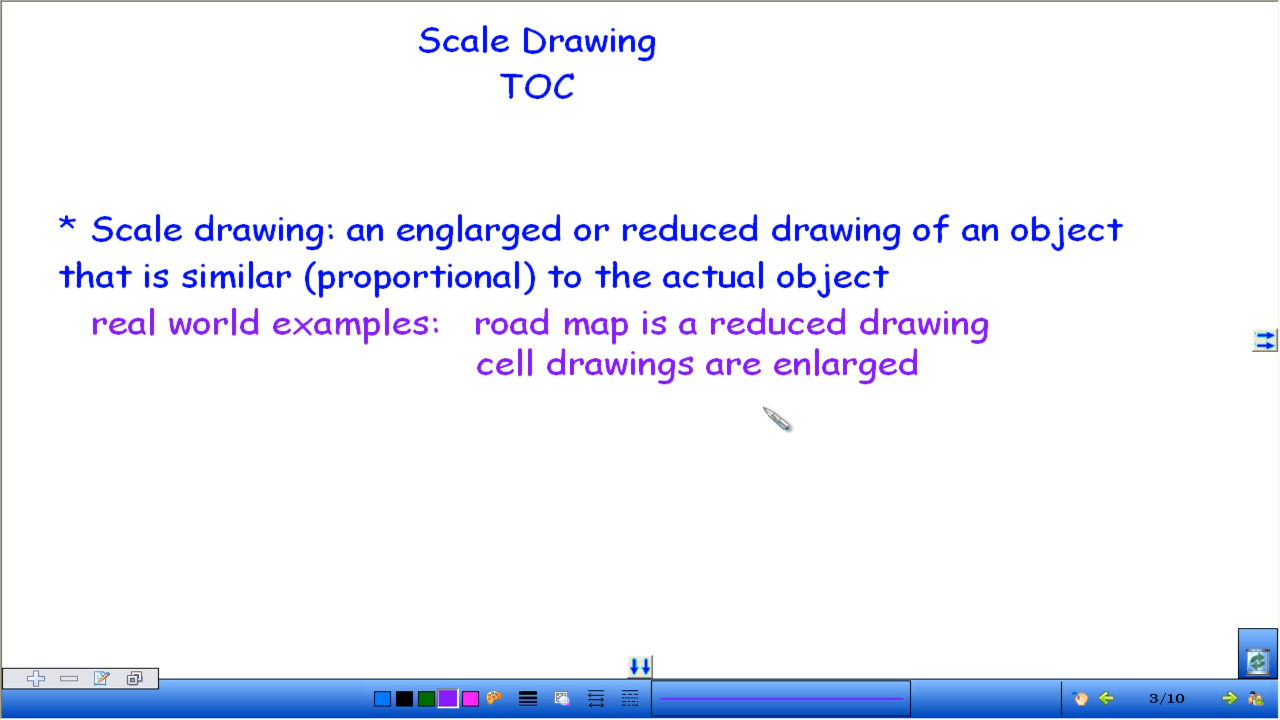 Scale Drawing
TOC
* Scale drawing: an englarged or reduced drawing of an object
that is similar (proportional) to the actual object
real world examples: road map is a reduced drawing
cell drawings are enlarged
3/10